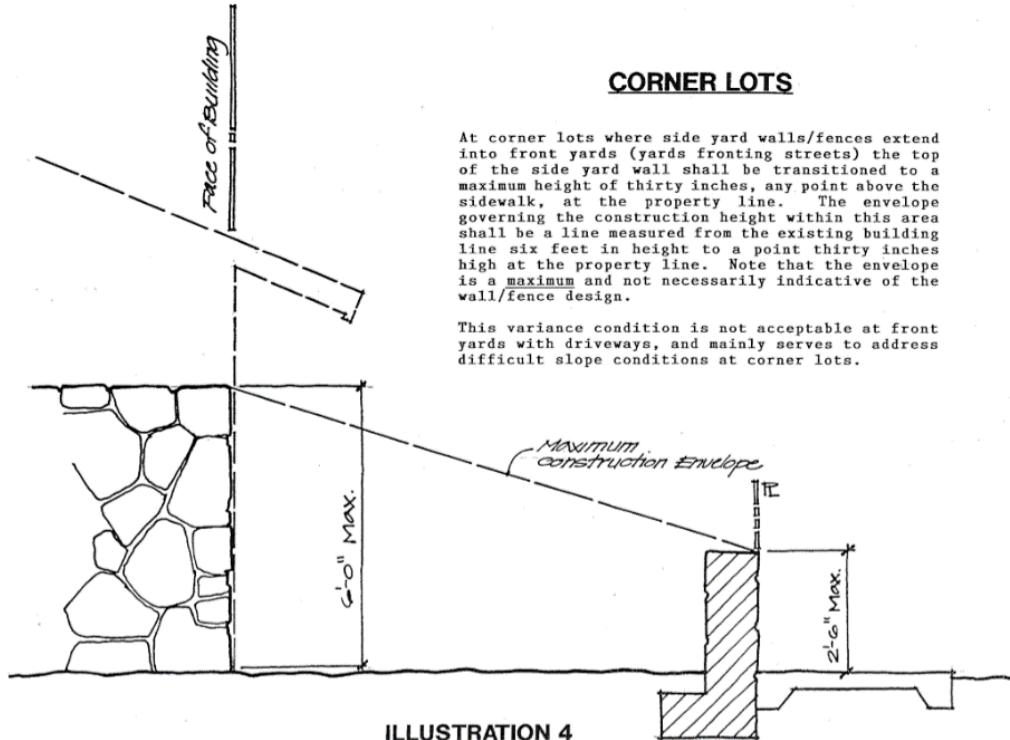 CORNER LOTS
At corner lots where side yard walls/fences extend
into front yards (yards fronting streets) the top
of the side yard wall shall be transitioned to a
maximum height of thirty inches, any point above the
sidewalk, at the property line. The envelope
governing the construction height within this area
shall be a line measured from the existing building
line six feet in height to a point thirty inches
high at the property line. Note that the envelope
is a maximum and not necessarily indicative of the
wall/fence design.
This variance condition is not acceptable at front
yards with driveways, and mainly serves to address
difficult slope conditions at corner lots.
Face of Building
Maximum
Construction Envelope
PL
6'-0" Max.
2'-6" Max.
ILLUSTRATION 4